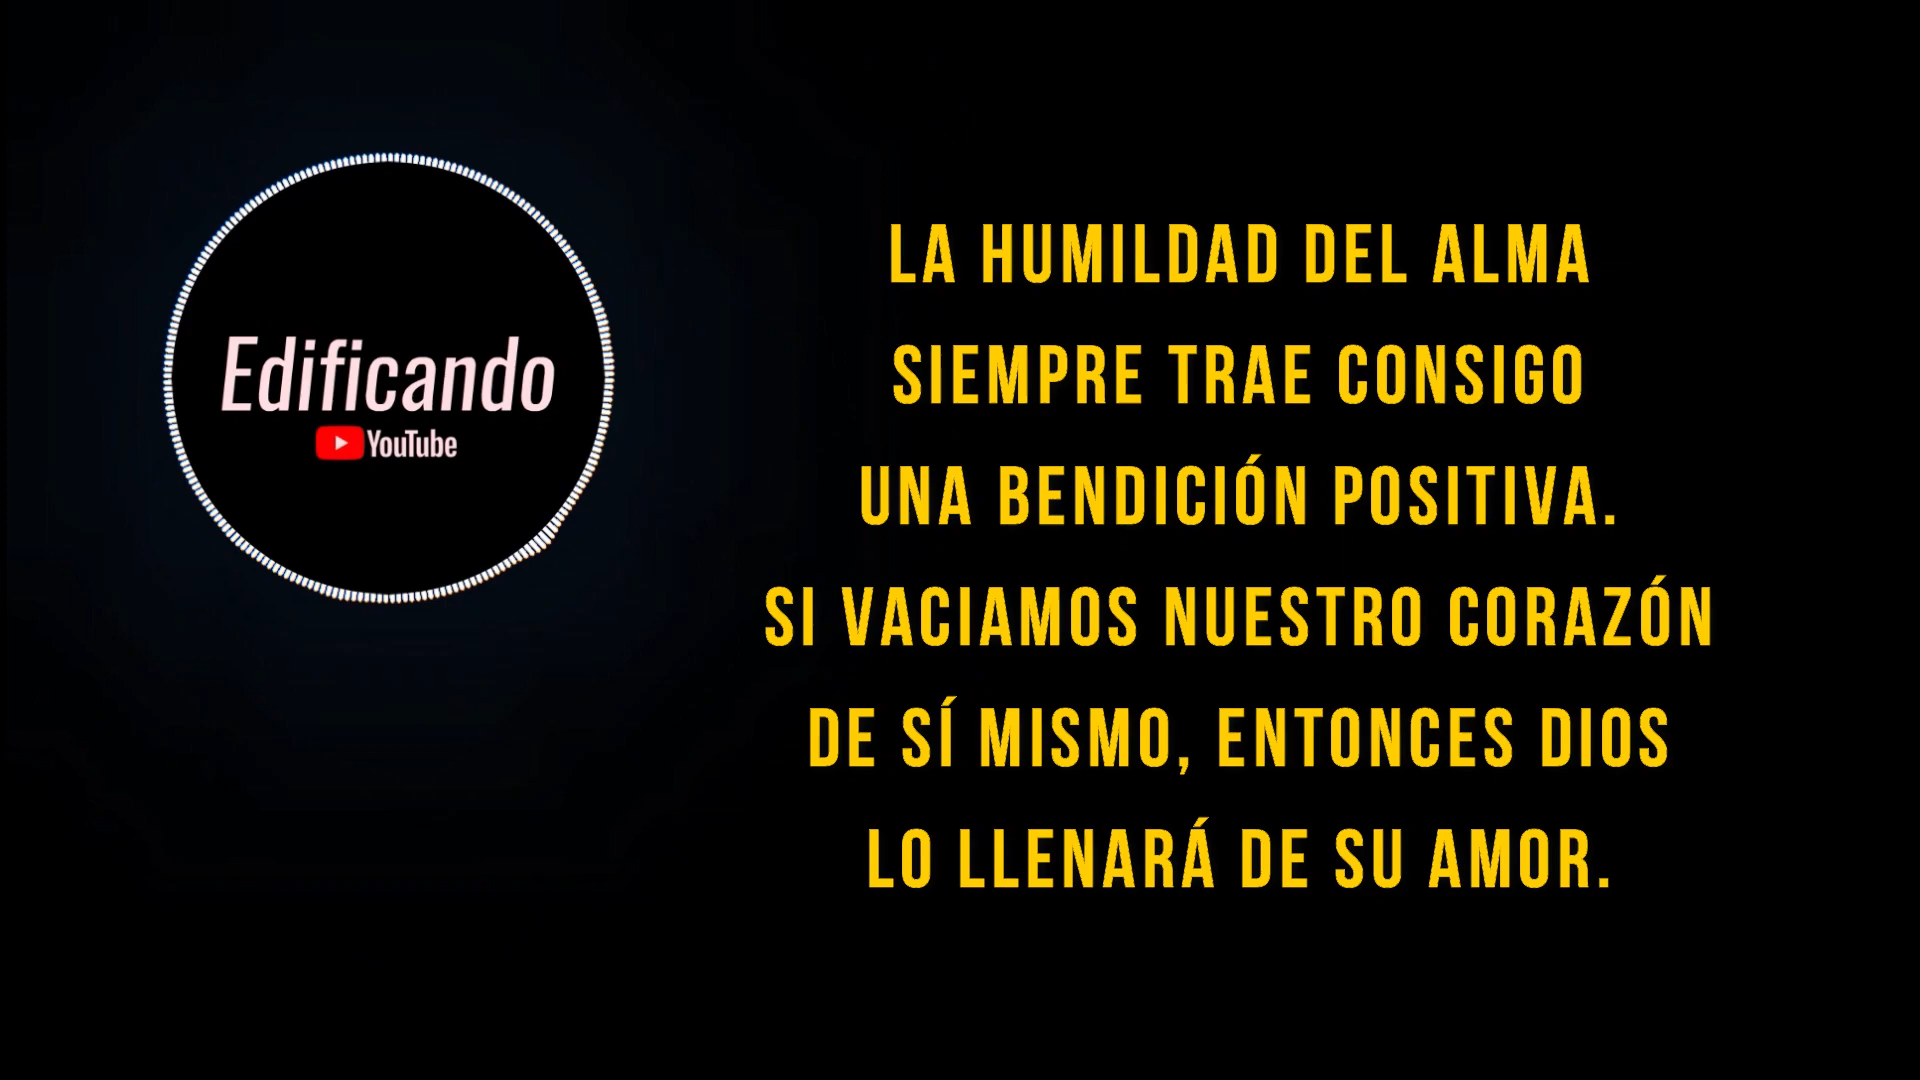 Edificando
YouTube
LA HUMILDAD DEL ALMA
SIEMPRE TRAE CONSIGO
UNA BENDICIÓN POSITIVA.
SI VACIAMOS NUESTRO CORAZÓN
DE SÍ MISMO, ENTONCES DIOS
LO LLENARÁ DE SU AMOR.